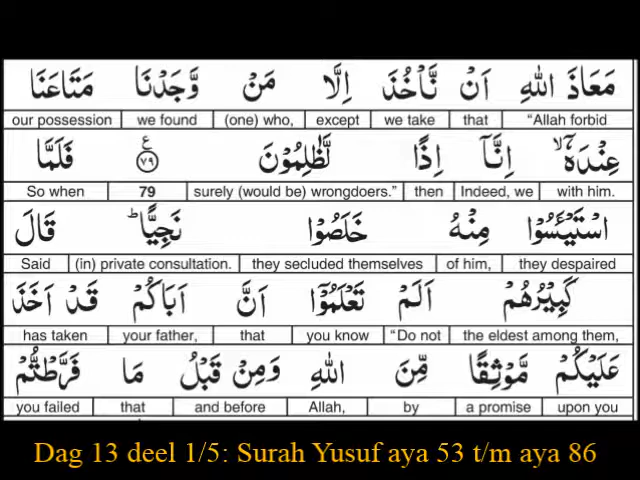 مَعَاذَ اللّٰهِ اَنْ نَّاْخُذَ اِلَّا مَنْ وَّجَدْنَا مَتَاعَنَا
our possession we found (one) who, except we take that "Allah forbid
عِنْدَهٗۤ ۙ اِنَّاۤ اِذًا لَّظٰلِمُوْنَ ﴿۷۹﴾ ع فَلَمَّا
So when 79 surely (would be) wrongdoers." then Indeed, we with him.
اسْتَيْـَٔسُوْا مِنْهُ خَلَصُوْا نَجِيًّا ؕ قَالَ
Said (in) private consultation. they secluded themselves of him, they despaired
كَبِيْرُهُمْ اَلَمْ تَعْلَمُوْۤا اَنَّ اَبَاكُمْ قَدْ اَخَذَ
has taken your father, that you know "Do not the eldest among them,
عَلَيْكُمْ مَّوْثِقًا مِّنَ اللّٰهِ وَمِنْ قَبْلُ مَا فَرَّطْتُّمْ
you failed that and before Allah, by a promise upon you
Dag 13 deel 1/5: Surah Yusuf aya 53 t/m aya 86